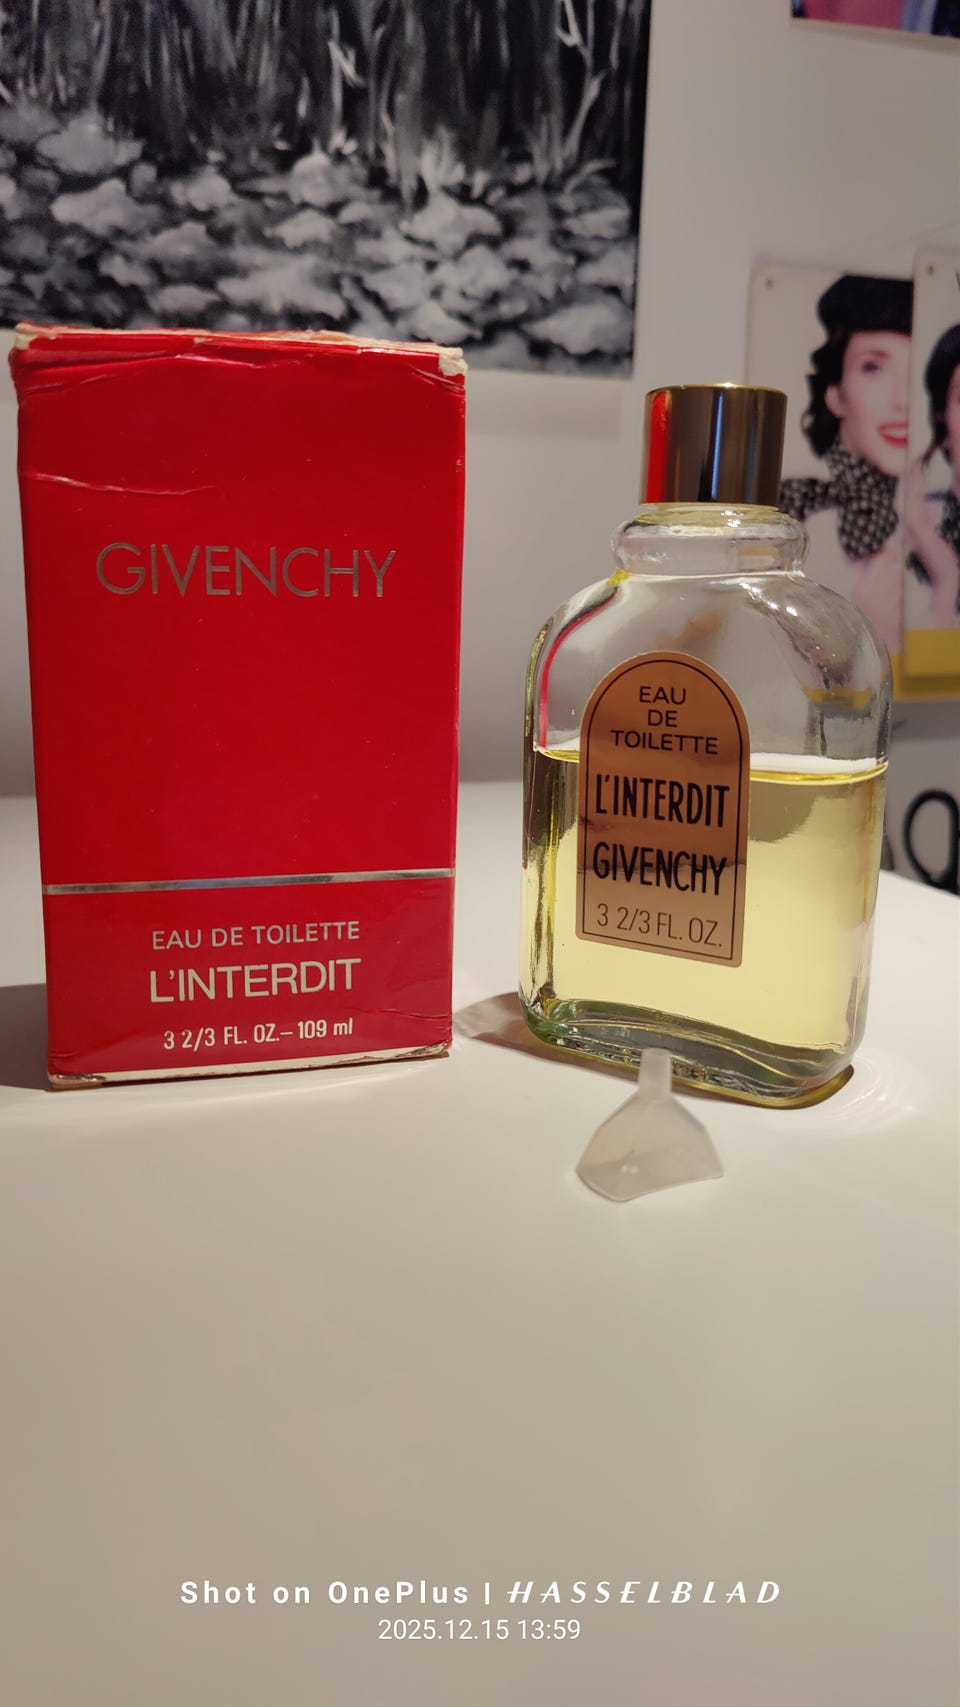 GIVENCHY
EAU DE TOILETTE
L'INTERDIT
3 2/3 FL. OZ.– 109 ml
EAU
DE
TOILETTE
L'INTERDIT
GIVENCHY
3 2/3 FL. OZ.
Shot on OnePlus | HASSELBLAD
2025.12.15 13:59